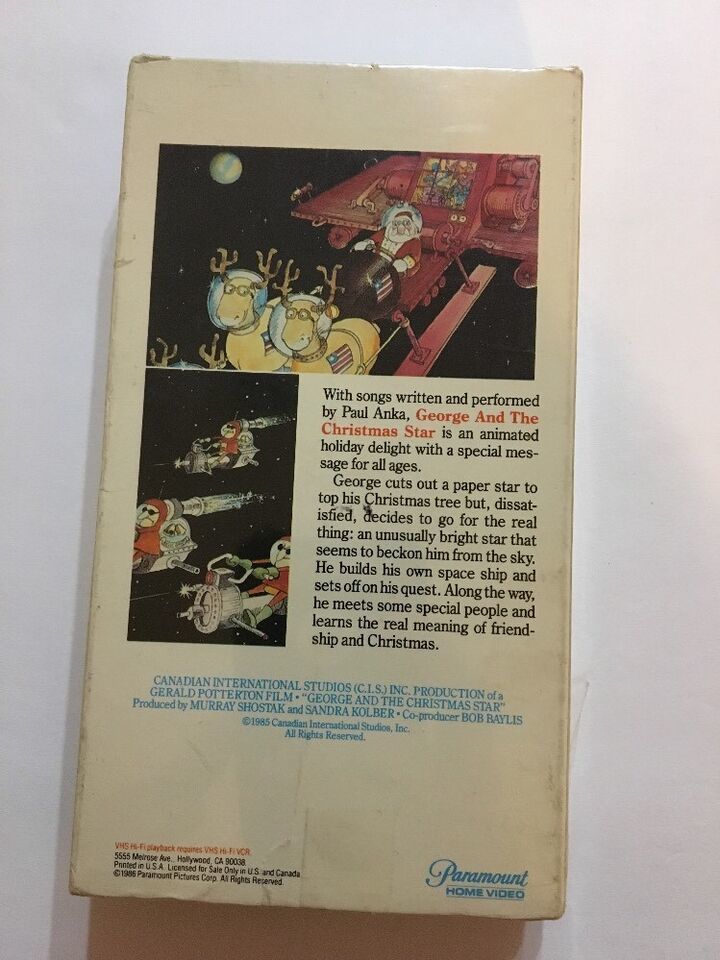 With songs written and performed
by Paul Anka, George And The
Christmas Star is an animated
holiday delight with a special mes-
sage for all ages.
George cuts out a paper star to
top his Christmas tree but, dissat-
isfied, decides to go for the real
thing: an unusually bright star that
seems to beckon him from the sky.
He builds his own space ship and
sets off on his quest. Along the way,
he meets some special people and
learns the real meaning of friend-
ship and Christmas.
CANADIAN INTERNATIONAL STUDIOS (C.I.S.) INC. PRODUCTION of a
GERALD POTTERTON FILM • "GEORGE AND THE CHRISTMAS STAR"
Produced by MURRAY SHOSTAK and SANDRA KOLBER • Co-producer BOB BAYLIS
©1985 Canadian International Studios, Inc.
All Rights Reserved.
VHS Hi-Fi playback requires VHS Hi-Fi VCR.
5555 Melrose Ave., Hollywood, CA 90038
Printed in U.S.A. Licensed for Sale Only in U.S. and Canada
©1986 Paramount Pictures Corp. All Rights Reserved.
Paramount
HOME VIDEO